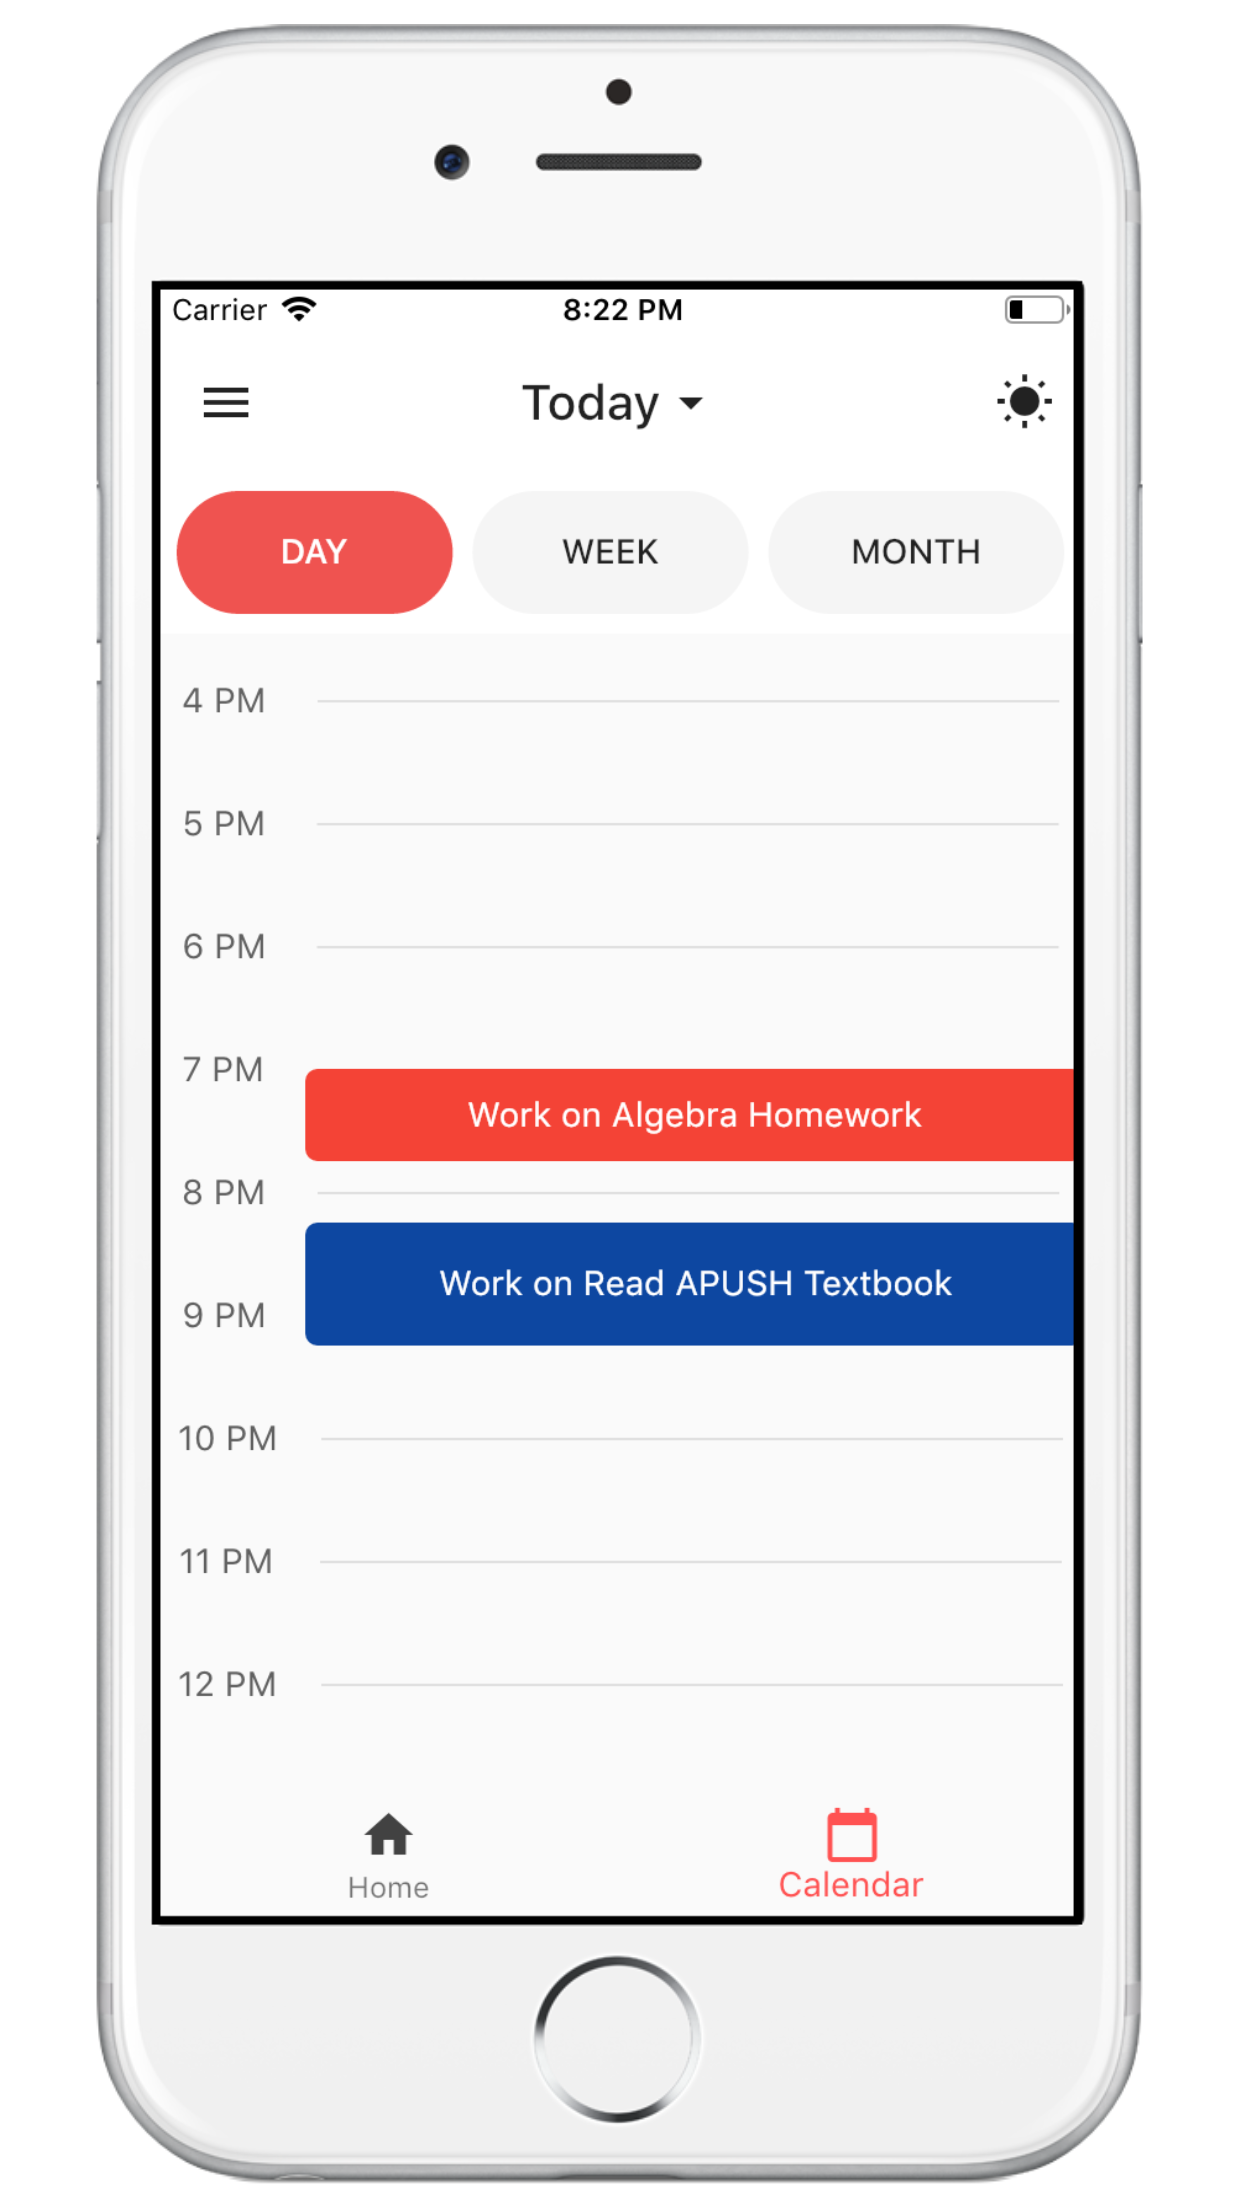 Carrier 8:22 PM
Today
DAY WEEK MONTH
4 PM
5 PM
6 PM
7 PM
Work on Algebra Homework
8 PM
Work on Read APUSH Textbook
9 PM
10 PM
11 PM
12 PM
Home Calendar